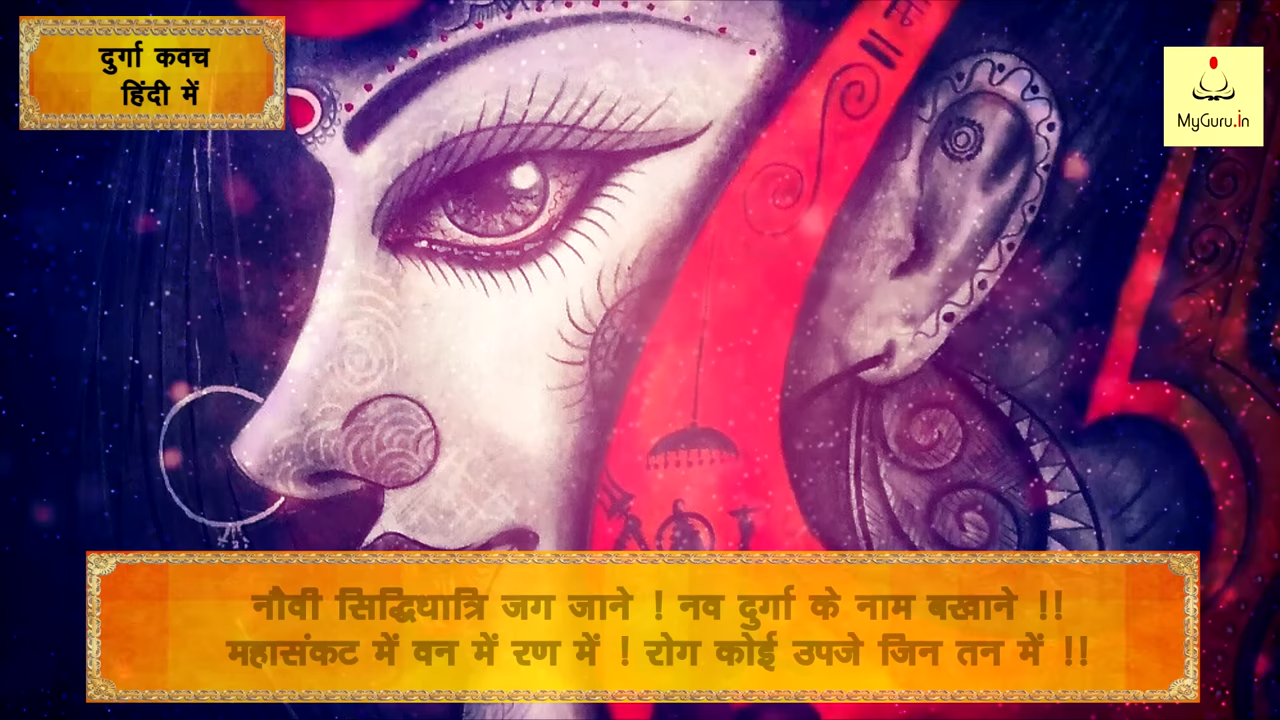 दुर्गा कवच
हिंदी में
MyGuru.in
नौवी सिद्धिधात्रि जग जाने ! नव दुर्गा के नाम बखाने !!
महासंकट में वन में रण में ! रोग कोई उपजे जिन तन में !!